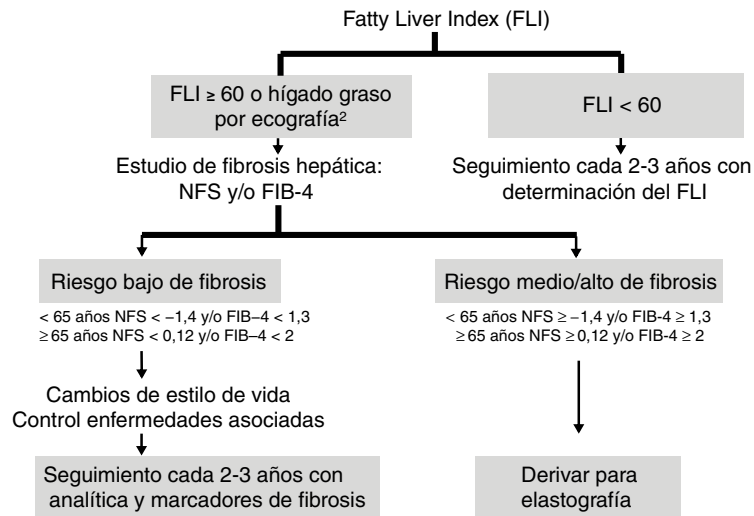 Fatty Liver Index (FLI)
FLI ≥ 60 o hígado graso
por ecografía²
FLI < 60
Estudio de fibrosis hepática:
NFS y/o FIB-4
Seguimiento cada 2-3 años con
determinación del FLI
Riesgo bajo de fibrosis
Riesgo medio/alto de fibrosis
< 65 años NFS < −1,4 y/o FIB–4 < 1,3
≥ 65 años NFS < 0,12 y/o FIB–4 < 2
< 65 años NFS ≥ −1,4 y/o FIB-4 ≥ 1,3
≥ 65 años NFS ≥ 0,12 y/o FIB-4 ≥ 2
Cambios de estilo de vida
Control enfermedades asociadas
Seguimiento cada 2-3 años con
analítica y marcadores de fibrosis
Derivar para
elastografía